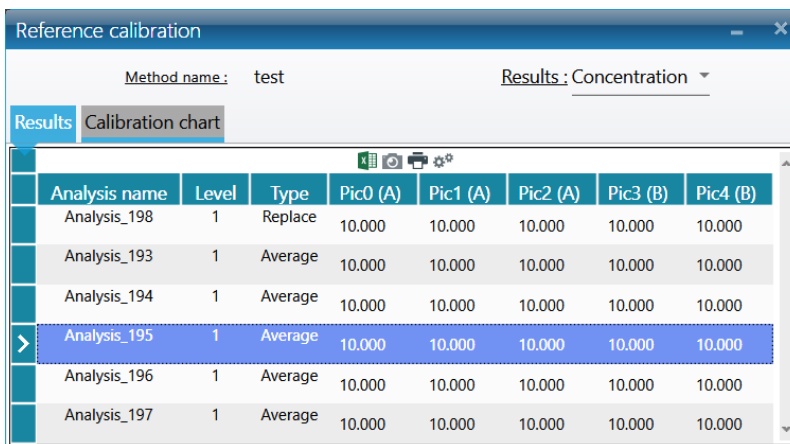 Reference calibration
Method name : test Results : Concentration
Results Calibration chart
Analysis name Level Type Pic0 (A) Pic1 (A) Pic2 (A) Pic3 (B) Pic4 (B)
Analysis_198 1 Replace 10.000 10.000 10.000 10.000 10.000
Analysis_193 1 Average 10.000 10.000 10.000 10.000 10.000
Analysis_194 1 Average 10.000 10.000 10.000 10.000 10.000
Analysis_195 1 Average 10.000 10.000 10.000 10.000 10.000
Analysis_196 1 Average 10.000 10.000 10.000 10.000 10.000
Analysis_197 1 Average 10.000 10.000 10.000 10.000 10.000